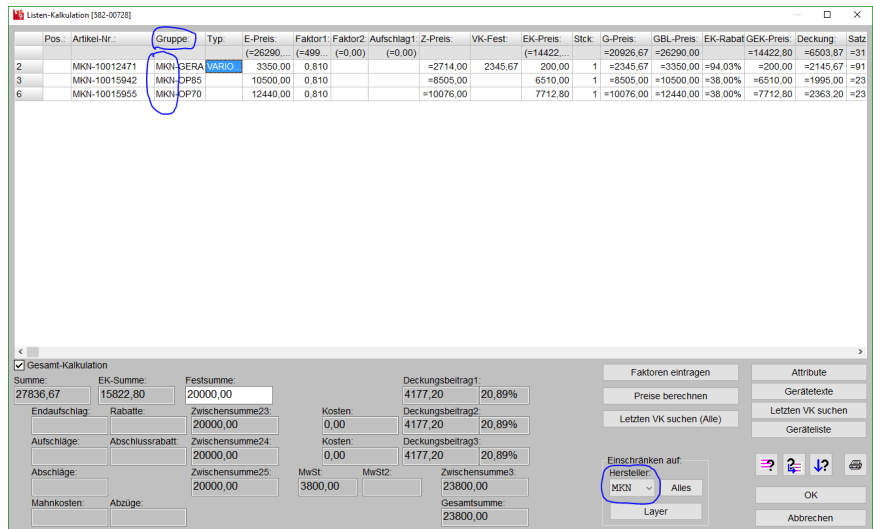 Listen-Kalkulation [582-00728]
Pos.: Artikel-Nr.: Gruppe: Typ: E-Preis: Faktor1: Faktor2: Aufschlag1: Z-Preis: VK-Fest: EK-Preis: Stck: G-Preis: GBL-Preis: EK-Rabat GEK-Preis: Deckung: Satz
(=26290,... (=499... (=0,00) (=0,00) (=14422,... =20926,67 =26290,00 =14422,80 =6503,87 =31
2 MKN-10012471 MKN-GERA VARIO... 3350,00 0,810 =2714,00 2345,67 200,00 1 =2345,67 =3350,00 =94,03% =200,00 =2145,67 =91
3 MKN-10015942 MKN-OP85 10500,00 0,810 =8505,00 6510,00 1 =8505,00 =10500,00 =38,00% =6510,00 =1995,00 =23
6 MKN-10015955 MKN-OP70 12440,00 0,810 =10076,00 7712,80 1 =10076,00 =12440,00 =38,00% =7712,80 =2363,20 =23
Gesamt-Kalkulation
Summe: EK-Summe: Festsumme: Deckungsbeitrag1:
27836,67 15822,80 20000,00 4177,20 20,89%
Endaufschlag: Rabatte: Zwischensumme23: Kosten: Deckungsbeitrag2:
20000,00 0,00 4177,20 20,89%
Aufschläge: Abschlussrabatt: Zwischensumme24: Kosten: Deckungsbeitrag3:
20000,00 0,00 4177,20 20,89%
Abschläge: Zwischensumme25: MwSt: MwSt2: Zwischensumme3:
20000,00 3800,00 23800,00
Mahnkosten: Abzüge: Gesamtsumme:
23800,00
Faktoren eintragen
Preise berechnen
Letzten VK suchen (Alle)
Einschränken auf:
Hersteller:
MKN Alles
Layer
Attribute
Gerätetexte
Letzten VK suchen
Geräteliste
OK
Abbrechen